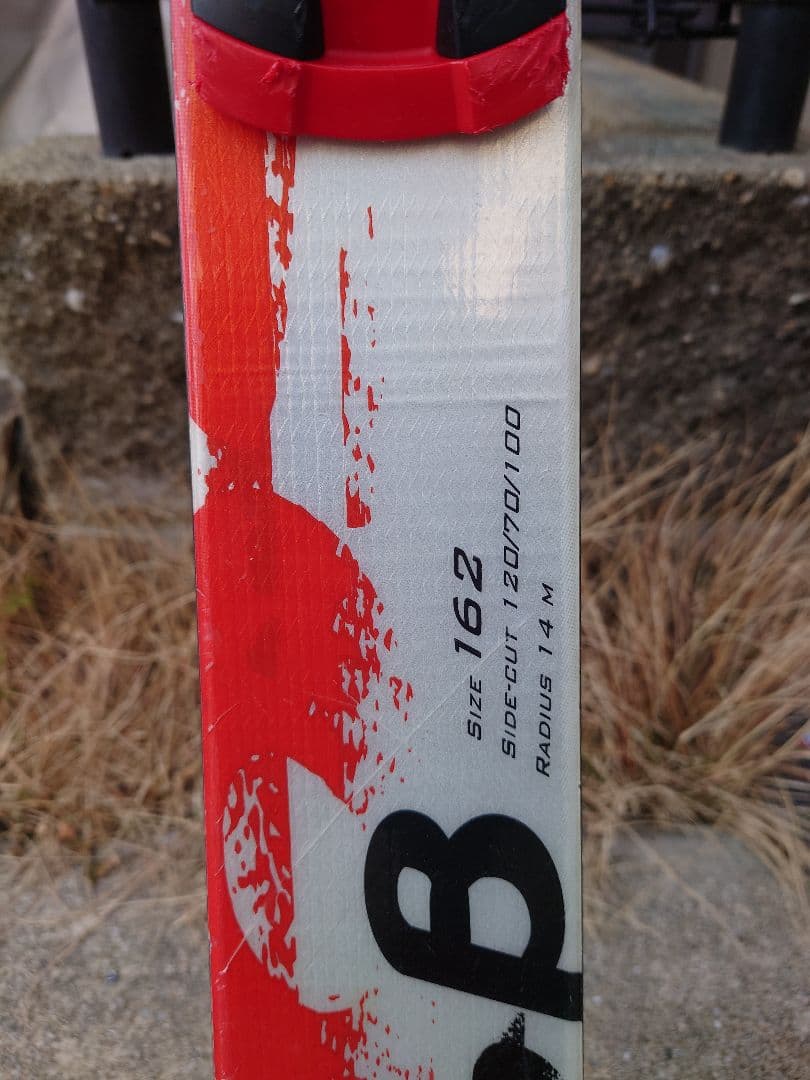 SIZE 162
SIDE-CUT 120/70/100
RADIUS 14 M
β